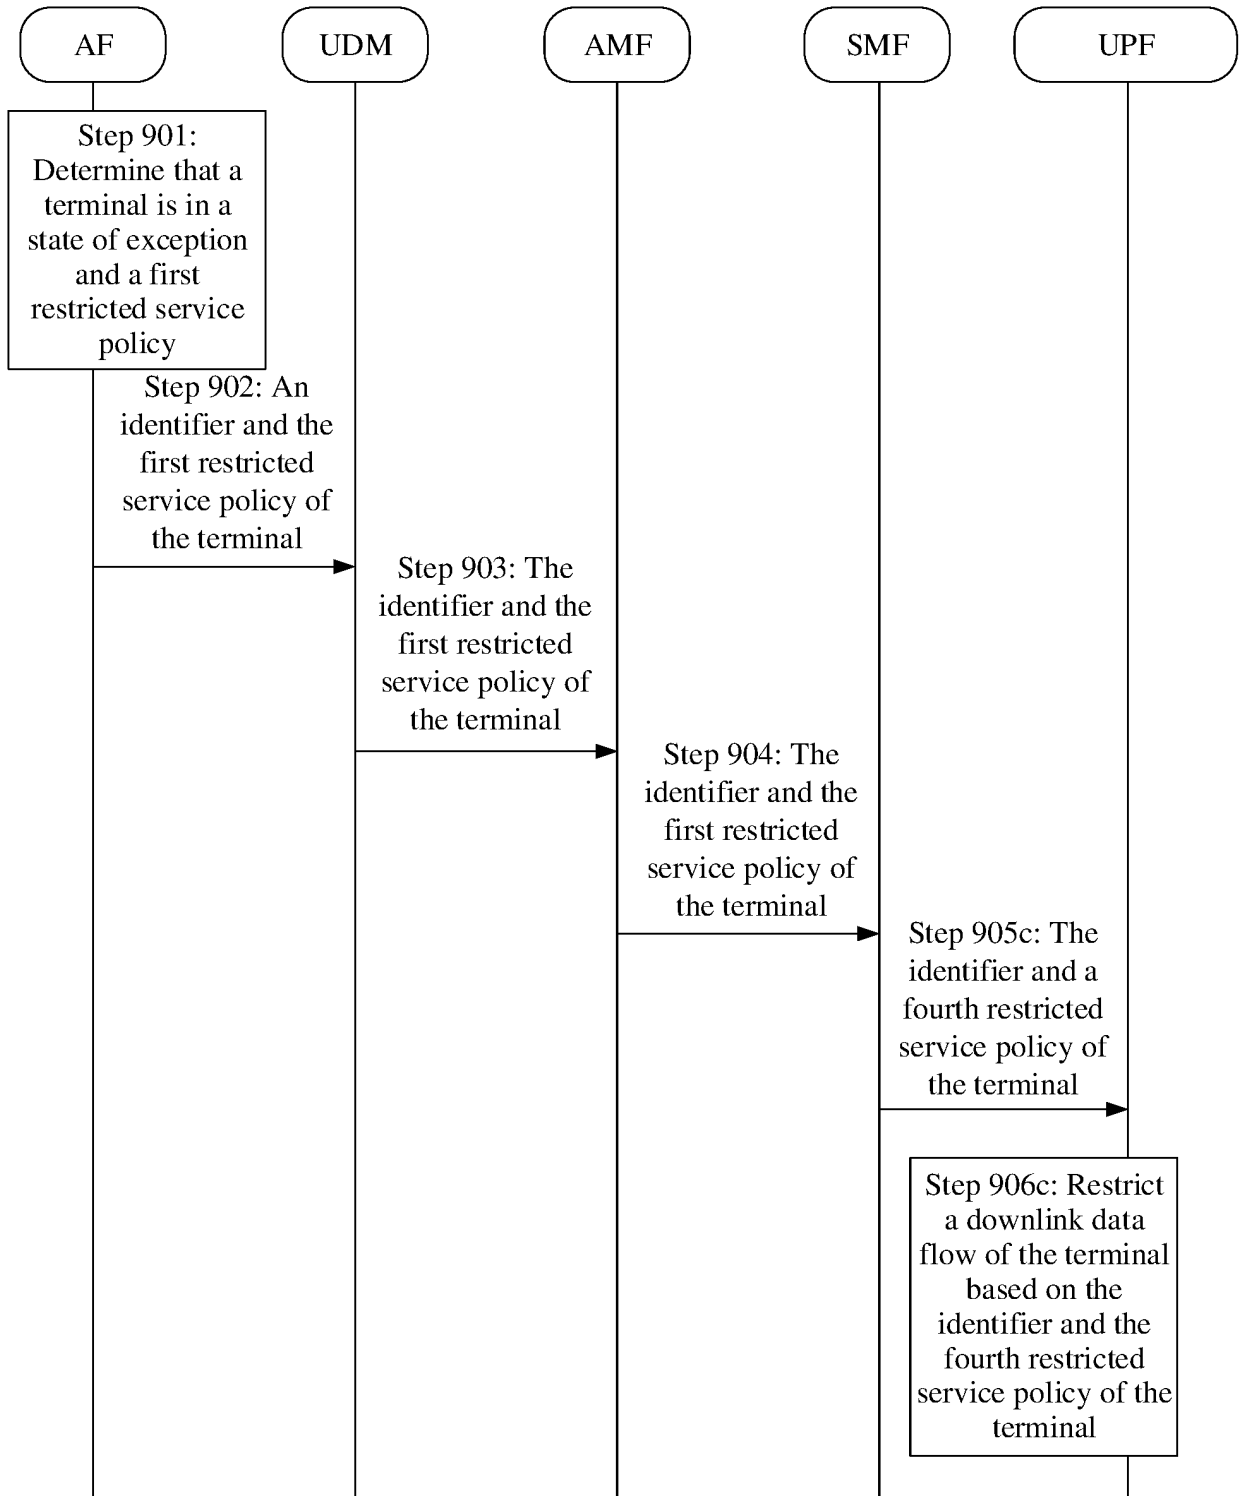 AF
UDM
AMF
SMF
UPF
Step 901:
Determine that a
terminal is in a
state of exception
and a first
restricted service
policy
Step 902: An
identifier and the
first restricted
service policy of
the terminal
Step 903: The
identifier and the
first restricted
service policy of
the terminal
Step 904: The
identifier and the
first restricted
service policy of
the terminal
Step 905c: The
identifier and a
fourth restricted
service policy of
the terminal
Step 906c: Restrict
a downlink data
flow of the terminal
based on the
identifier and the
fourth restricted
service policy of the
terminal